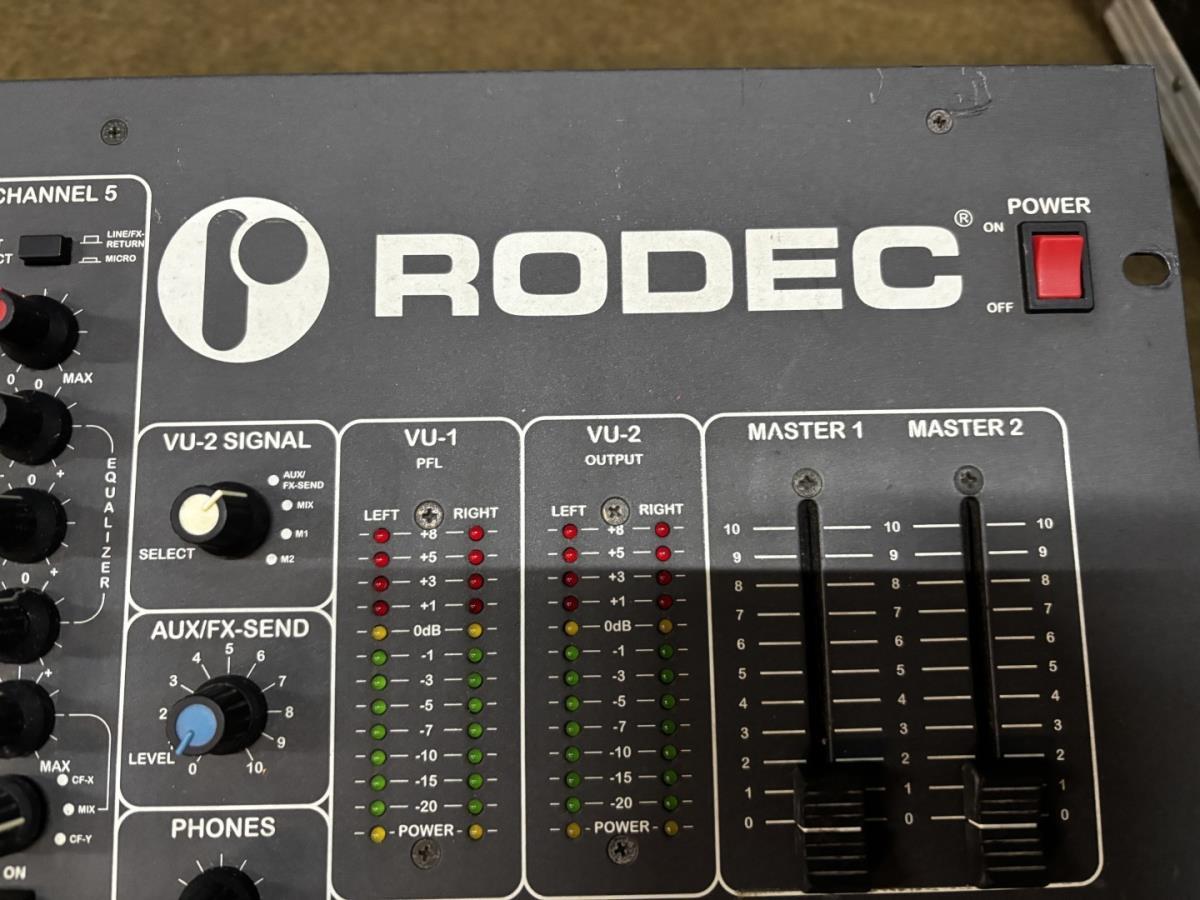 CHANNEL 5
LINE/FX-
RETURN
MICRO
CT
0 0 MAX
0 +
0 +
EQUALIZER
+
MAX
CF-X
MIX
CF-Y
ON
RODEC®
POWER
ON
OFF
VU-2 SIGNAL
AUX/
FX-SEND
MIX
M1
M2
SELECT
AUX/FX-SEND
0 2 3 4 5 6 7 8 9 10
LEVEL
PHONES
VU-1
PFL
LEFT RIGHT
+8
+5
+3
+1
0dB
-1
-3
-5
-7
-10
-15
-20
POWER
VU-2
OUTPUT
LEFT RIGHT
+8
+5
+3
+1
0dB
-1
-3
-5
-7
-10
-15
-20
POWER
MASTER 1 MASTER 2
10 10 10
9 9 9
8 8 8
7 7 7
6 6 6
5 5 5
4 4 4
3 3 3
2 2 2
1 1 1
0 0 0